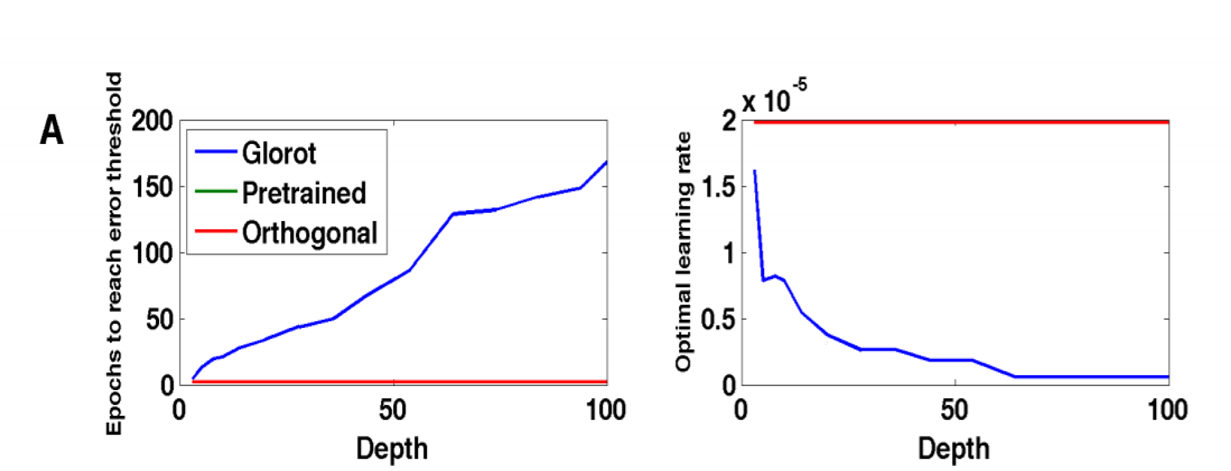 A
Epochs to reach error threshold
200
150
100
50
0
0 50 100
Depth
Glorot
Pretrained
Orthogonal
x 10-5
Optimal learning rate
2
1.5
1
0.5
0
0 50 100
Depth